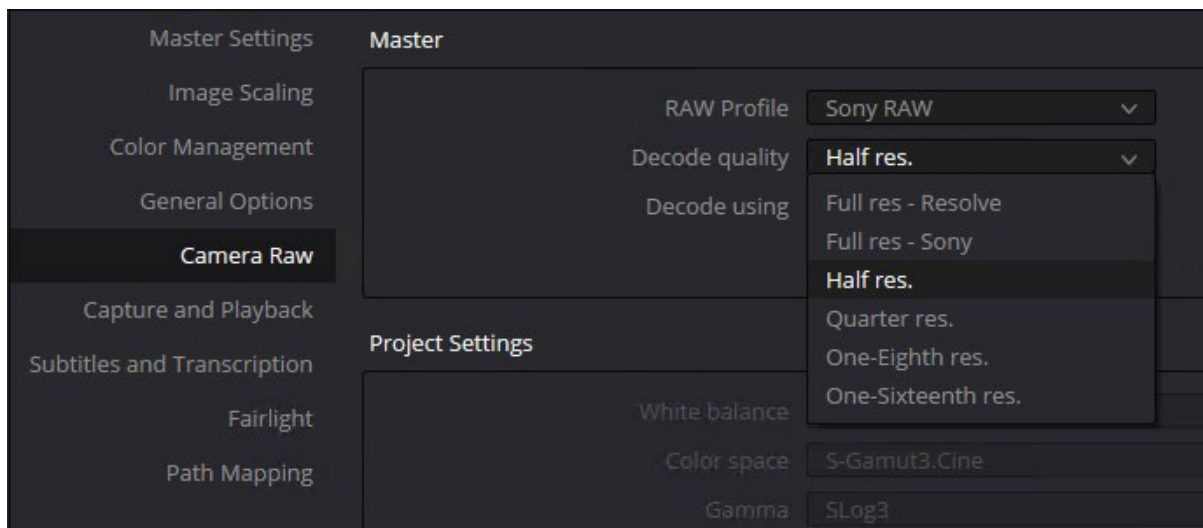 Master Settings
Image Scaling
Color Management
General Options
Camera Raw
Capture and Playback
Subtitles and Transcription
Fairlight
Path Mapping
Master
RAW Profile Sony RAW
Decode quality Half res.
Decode using
Full res - Resolve
Full res - Sony
Half res.
Quarter res.
One-Eighth res.
One-Sixteenth res.
Project Settings
White balance
Color space S-Gamut3.Cine
Gamma SLog3